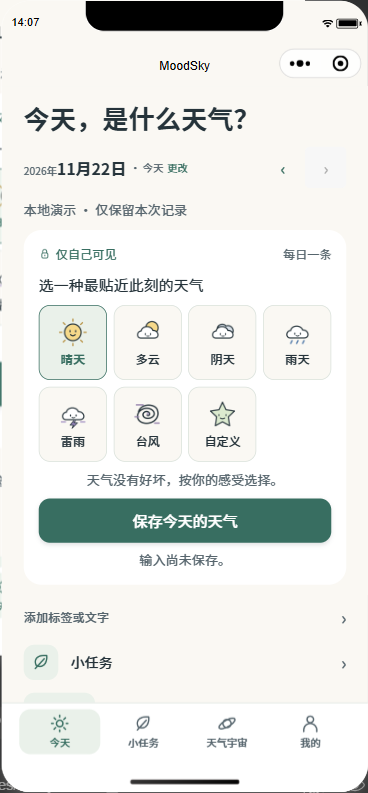 14:07
MoodSky
今天，是什么天气？
2026年11月22日 · 今天 更改
‹ ›
本地演示 · 仅保留本次记录
仅自己可见 每日一条
选一种最贴近此刻的天气
晴天 多云 阴天 雨天
雷雨 台风 自定义
天气没有好坏，按你的感受选择。
保存今天的天气
输入尚未保存。
添加标签或文字 ›
小任务 ›
今天 小任务 天气宇宙 我的